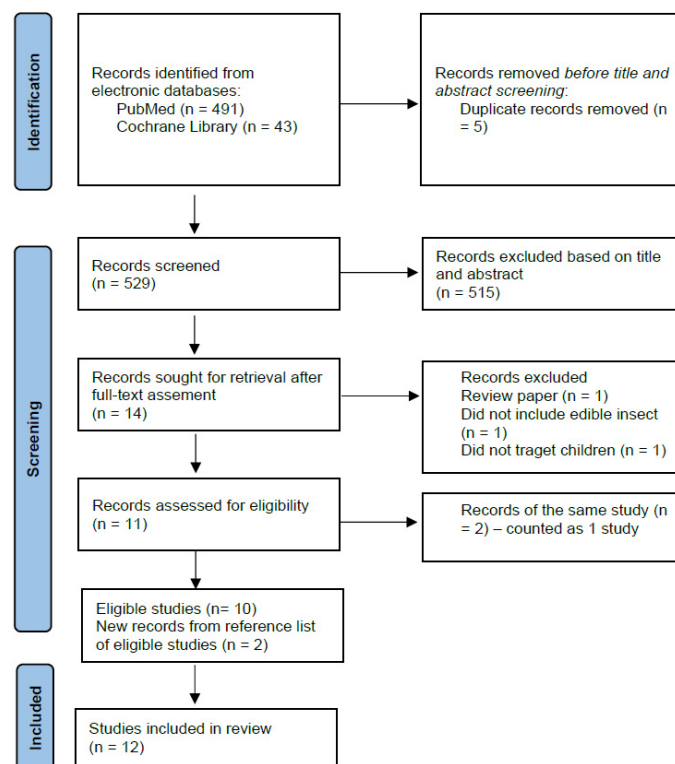 Identification
Records identified from
electronic databases:
PubMed (n = 491)
Cochrane Library (n = 43)
Records removed before title and
abstract screening:
Duplicate records removed (n
= 5)
Screening
Records screened
(n = 529)
Records excluded based on title
and abstract
(n = 515)
Records sought for retrieval after
full-text assement
(n = 14)
Records excluded
Review paper (n = 1)
Did not include edible insect
(n = 1)
Did not traget children (n = 1)
Records assessed for eligibility
(n = 11)
Records of the same study (n
= 2) – counted as 1 study
Eligible studies (n= 10)
New records from reference list
of eligible studies (n = 2)
Included
Studies included in review
(n = 12)